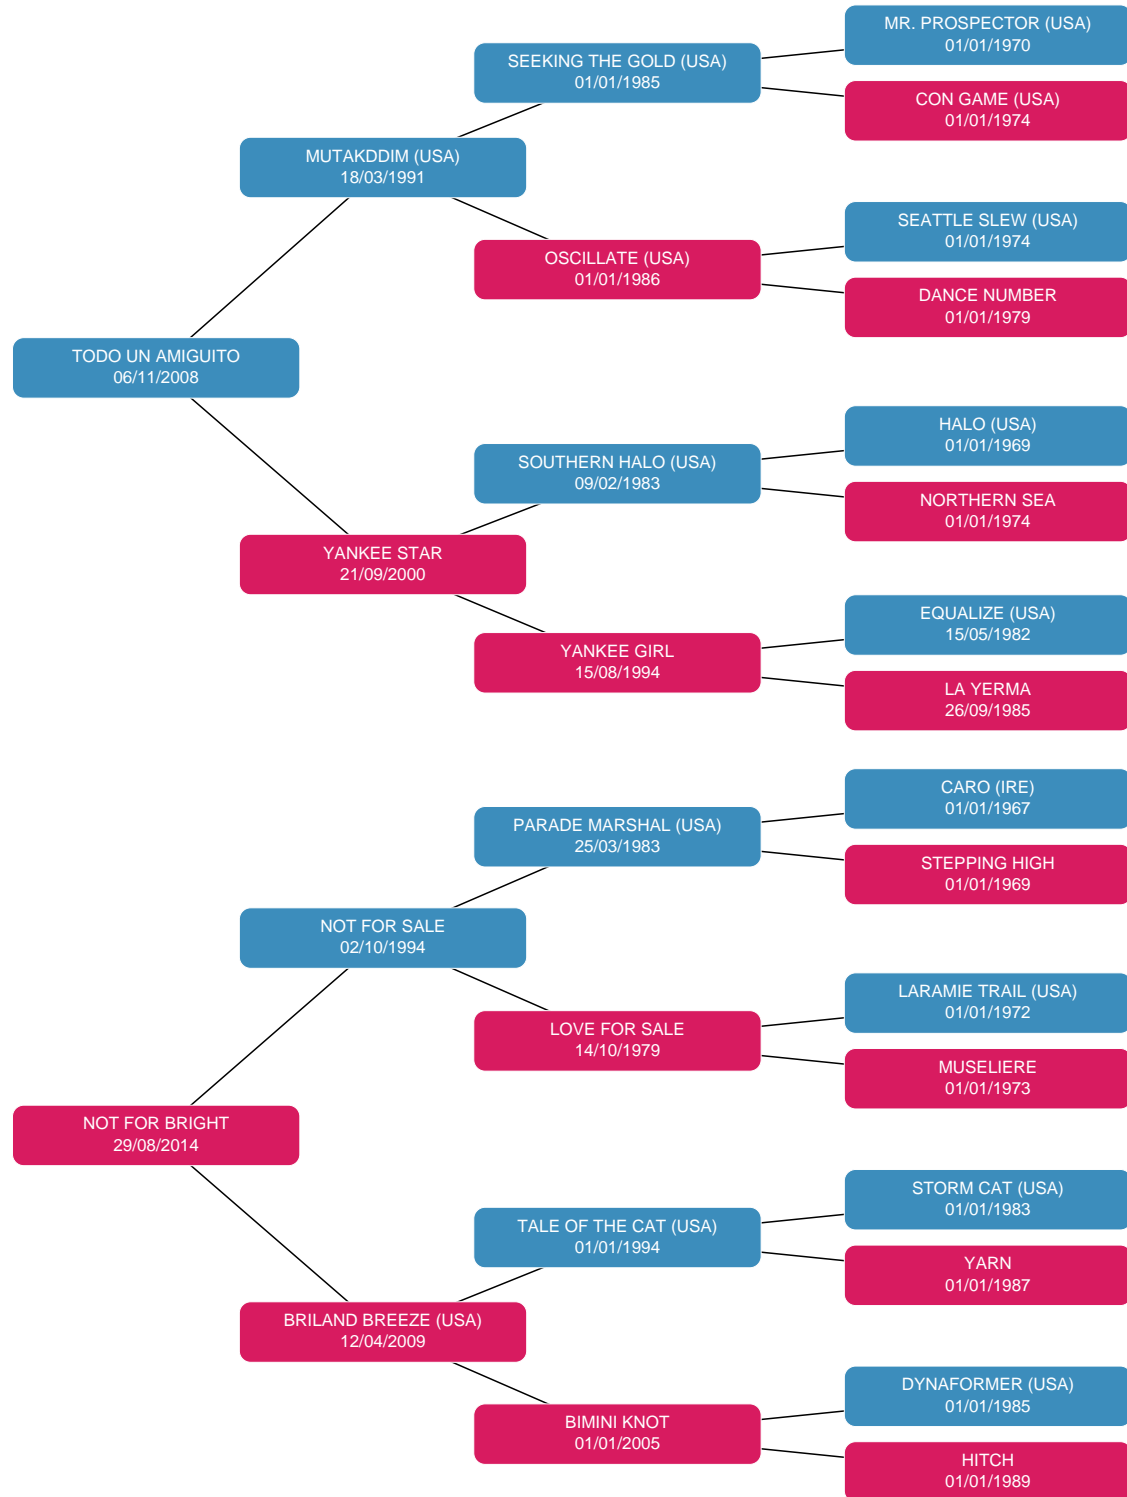 MR. PROSPECTOR (USA)
01/01/1970
SEEKING THE GOLD (USA)
01/01/1985
CON GAME (USA)
01/01/1974
MUTAKDDIM (USA)
18/03/1991
SEATTLE SLEW (USA)
01/01/1974
OSCILLATE (USA)
01/01/1986
DANCE NUMBER
01/01/1979
TODO UN AMIGUITO
06/11/2008
HALO (USA)
01/01/1969
SOUTHERN HALO (USA)
09/02/1983
NORTHERN SEA
01/01/1974
YANKEE STAR
21/09/2000
EQUALIZE (USA)
15/05/1982
YANKEE GIRL
15/08/1994
LA YERMA
26/09/1985
CARO (IRE)
01/01/1967
PARADE MARSHAL (USA)
25/03/1983
STEPPING HIGH
01/01/1969
NOT FOR SALE
02/10/1994
LARAMIE TRAIL (USA)
01/01/1972
LOVE FOR SALE
14/10/1979
MUSELIERE
01/01/1973
NOT FOR BRIGHT
29/08/2014
STORM CAT (USA)
01/01/1983
TALE OF THE CAT (USA)
01/01/1994
YARN
01/01/1987
BRILAND BREEZE (USA)
12/04/2009
DYNAFORMER (USA)
01/01/1985
BIMINI KNOT
01/01/2005
HITCH
01/01/1989